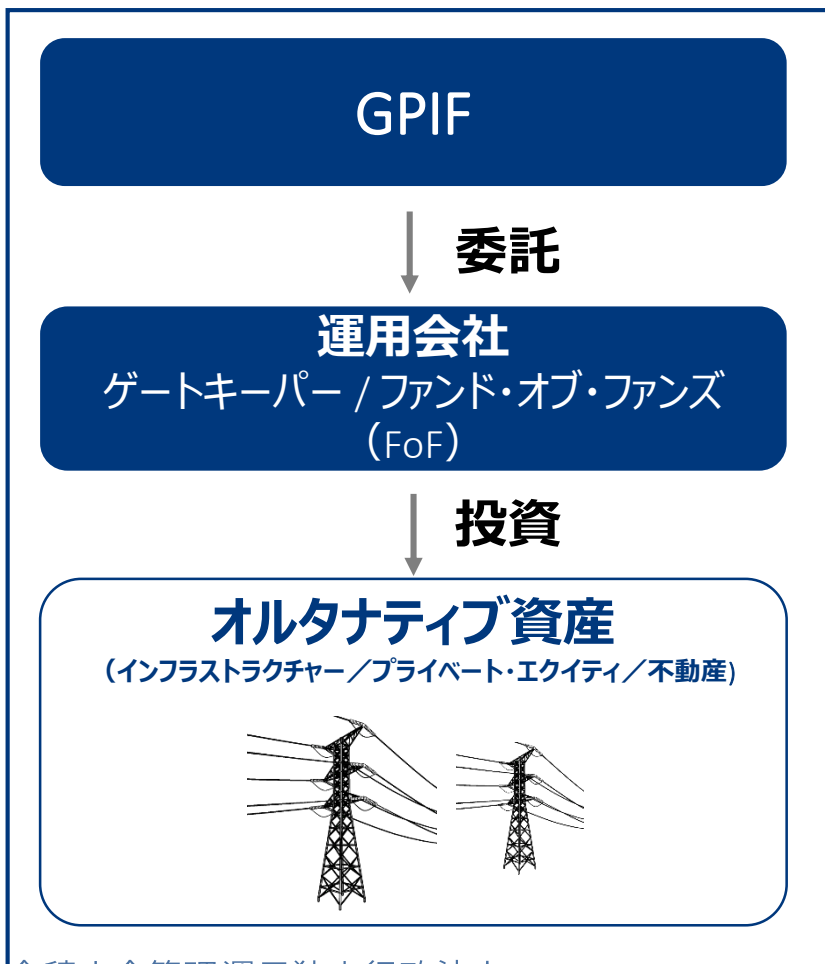 GPIF
委託
運用会社
ゲートキーパー / ファンド・オブ・ファンズ
（FoF）
投資
オルタナティブ資産
（インフラストラクチャー／プライベート・エクイティ／不動産)